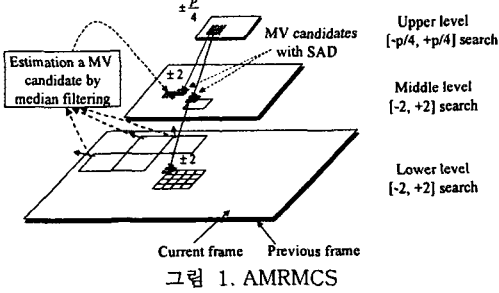 ± p/4
Upper level
[-p/4, +p/4] search
MV candidates
with SAD
Estimation a MV
candidate by
median filtering
±2
Middle level
[-2, +2] search
±2
Lower level
[-2, +2] search
Current frame
Previous frame
그림 1. AMRMCS